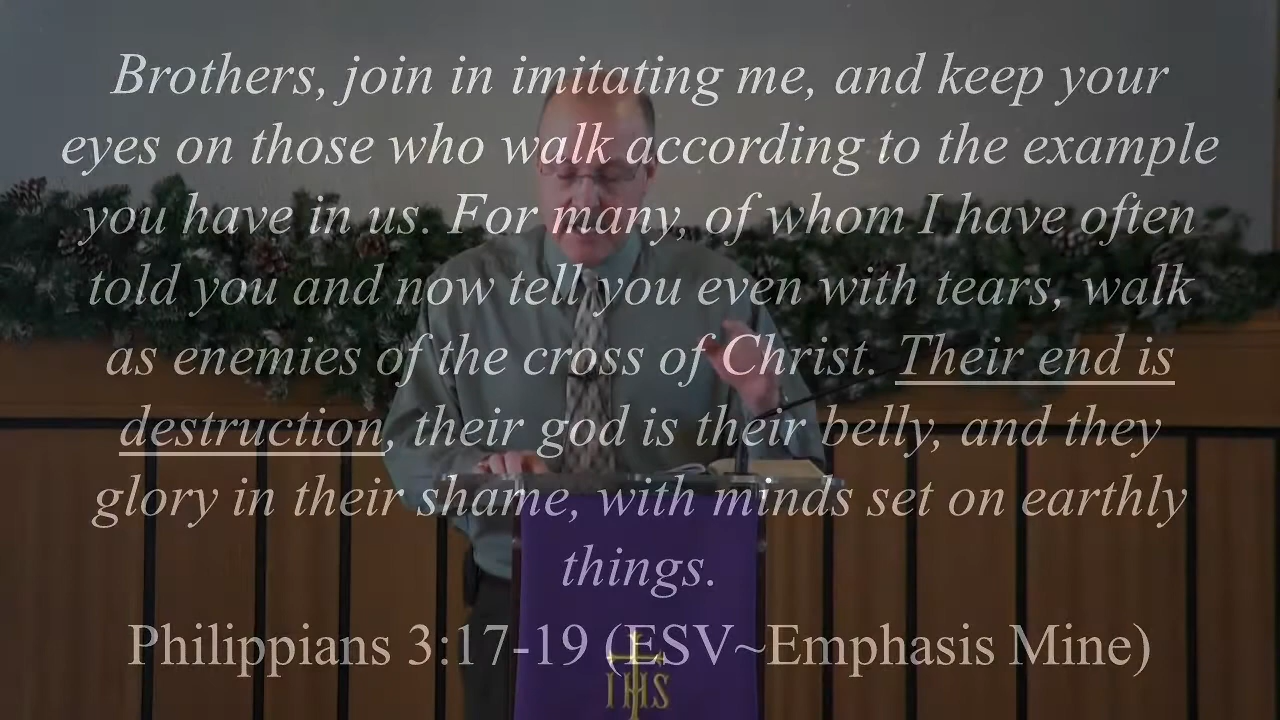 Brothers, join in imitating me, and keep your
eyes on those who walk according to the example
you have in us. For many, of whom I have often
told you and now tell you even with tears, walk
as enemies of the cross of Christ. Their end is
destruction, their god is their belly, and they
glory in their shame, with minds set on earthly
things.
Philippians 3:17-19 (ESV~Emphasis Mine)
IHS